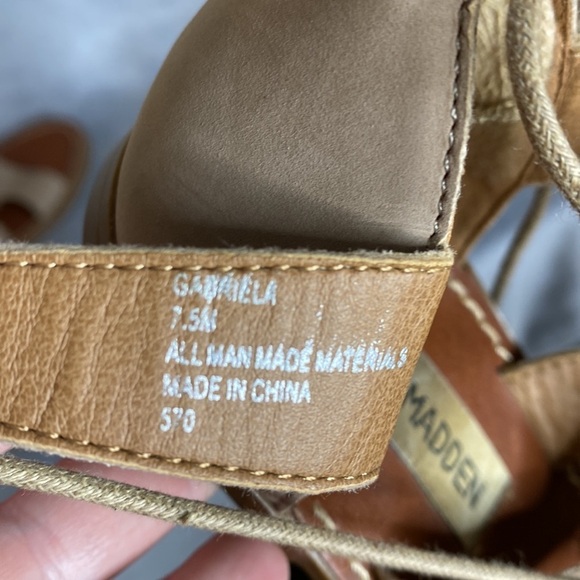 GABRIELA
7.5M
ALL MAN MADE MATERIALS
MADE IN CHINA
570
MADDEN